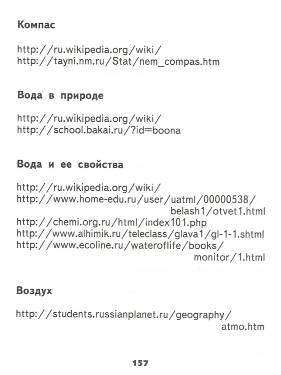 Компас
http://ru.wikipedia.org/wiki/
http://tayni.nm.ru/Stat/nem_compas.htm
Вода в природе
http://ru.wikipedia.org/wiki/
http://school.bakai.ru/?id=boona
Вода и ее свойства
http://ru.wikipedia.org/wiki/
http://www.home-edu.ru/user/uatml/00000538/
belash1/otvet1.html
http://chemi.org.ru/html/index101.php
http://www.alhimik.ru/teleclass/glava1/gl-1-1.shtml
http://www.ecoline.ru/wateroflife/books/
monitor/1.html
Воздух
http://students.russianplanet.ru/geography/
atmo.htm
157